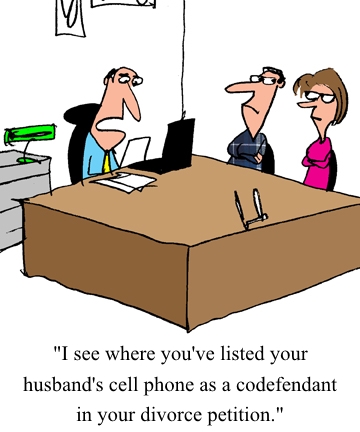 "I see where you've listed your
husband's cell phone as a codefendant
in your divorce petition."